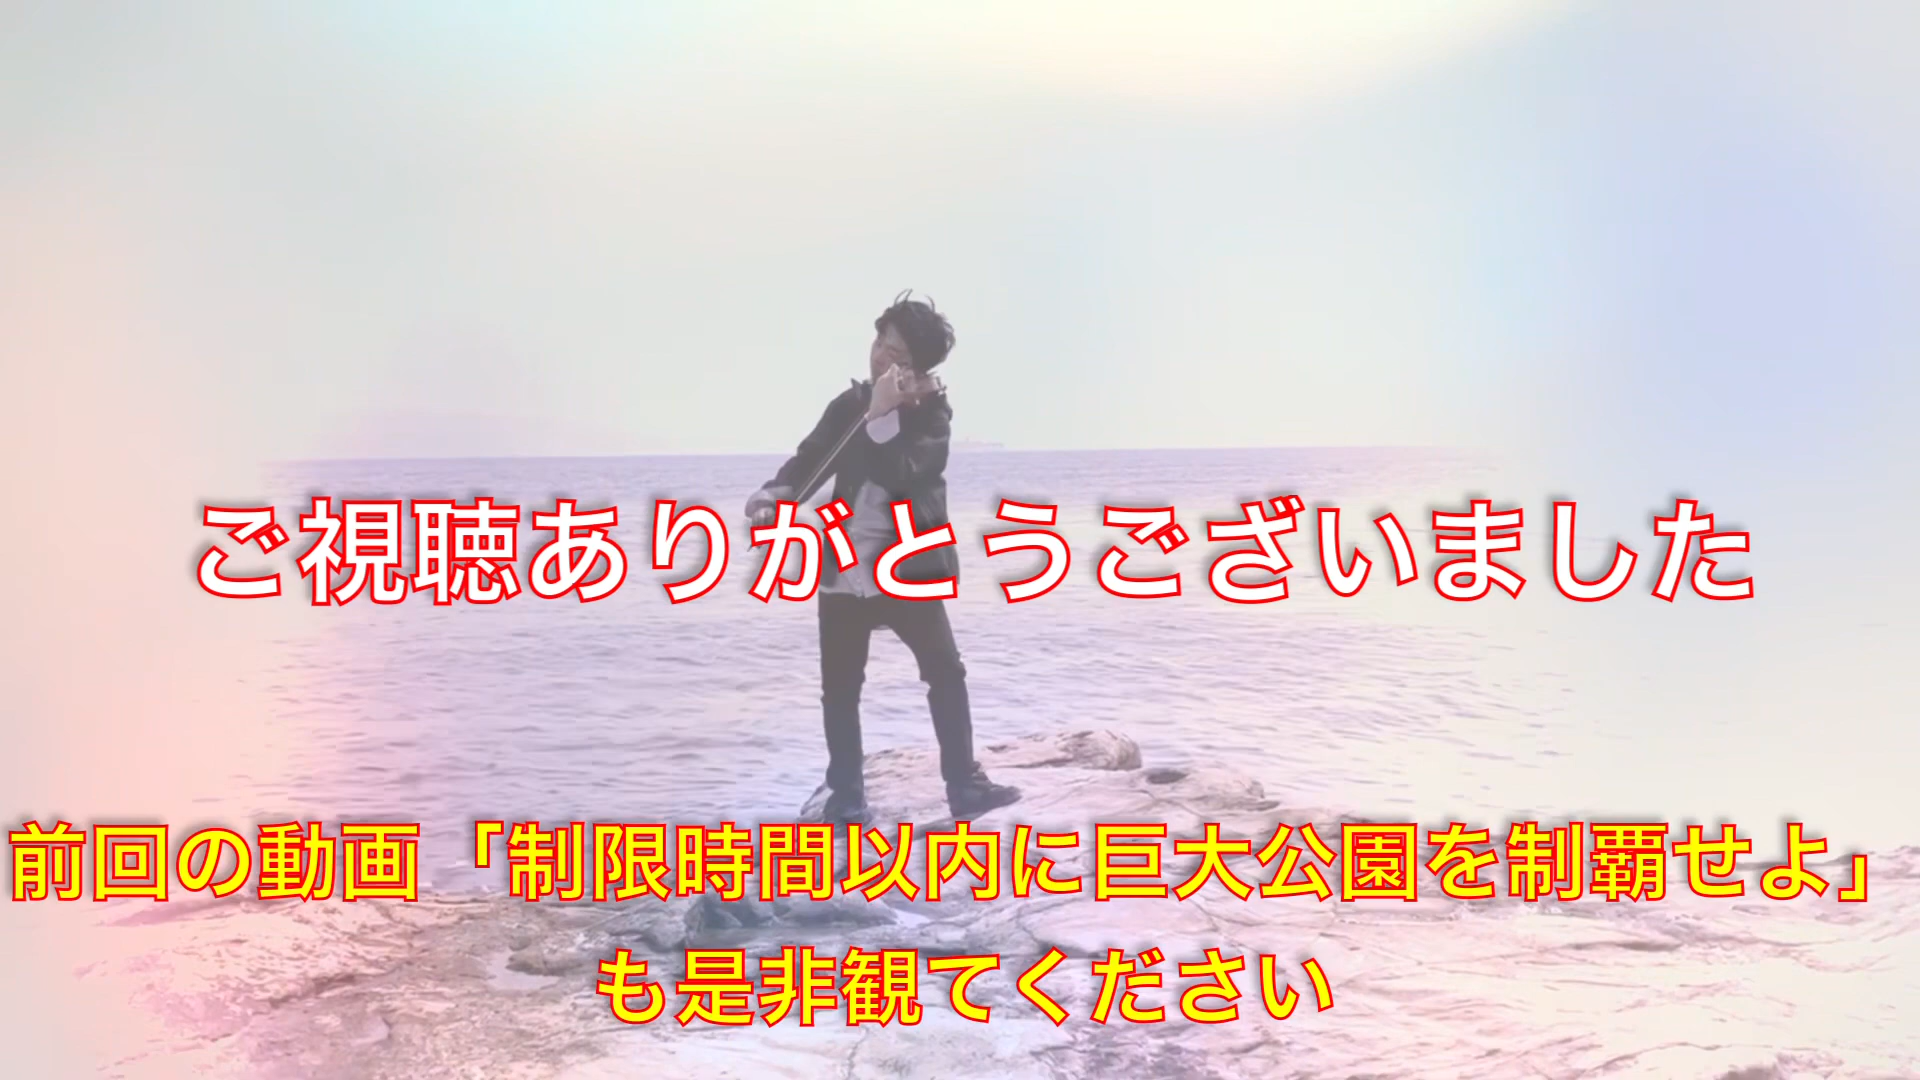 ご視聴ありがとうございました
前回の動画「制限時間以内に巨大公園を制覇せよ」
も是非観てください